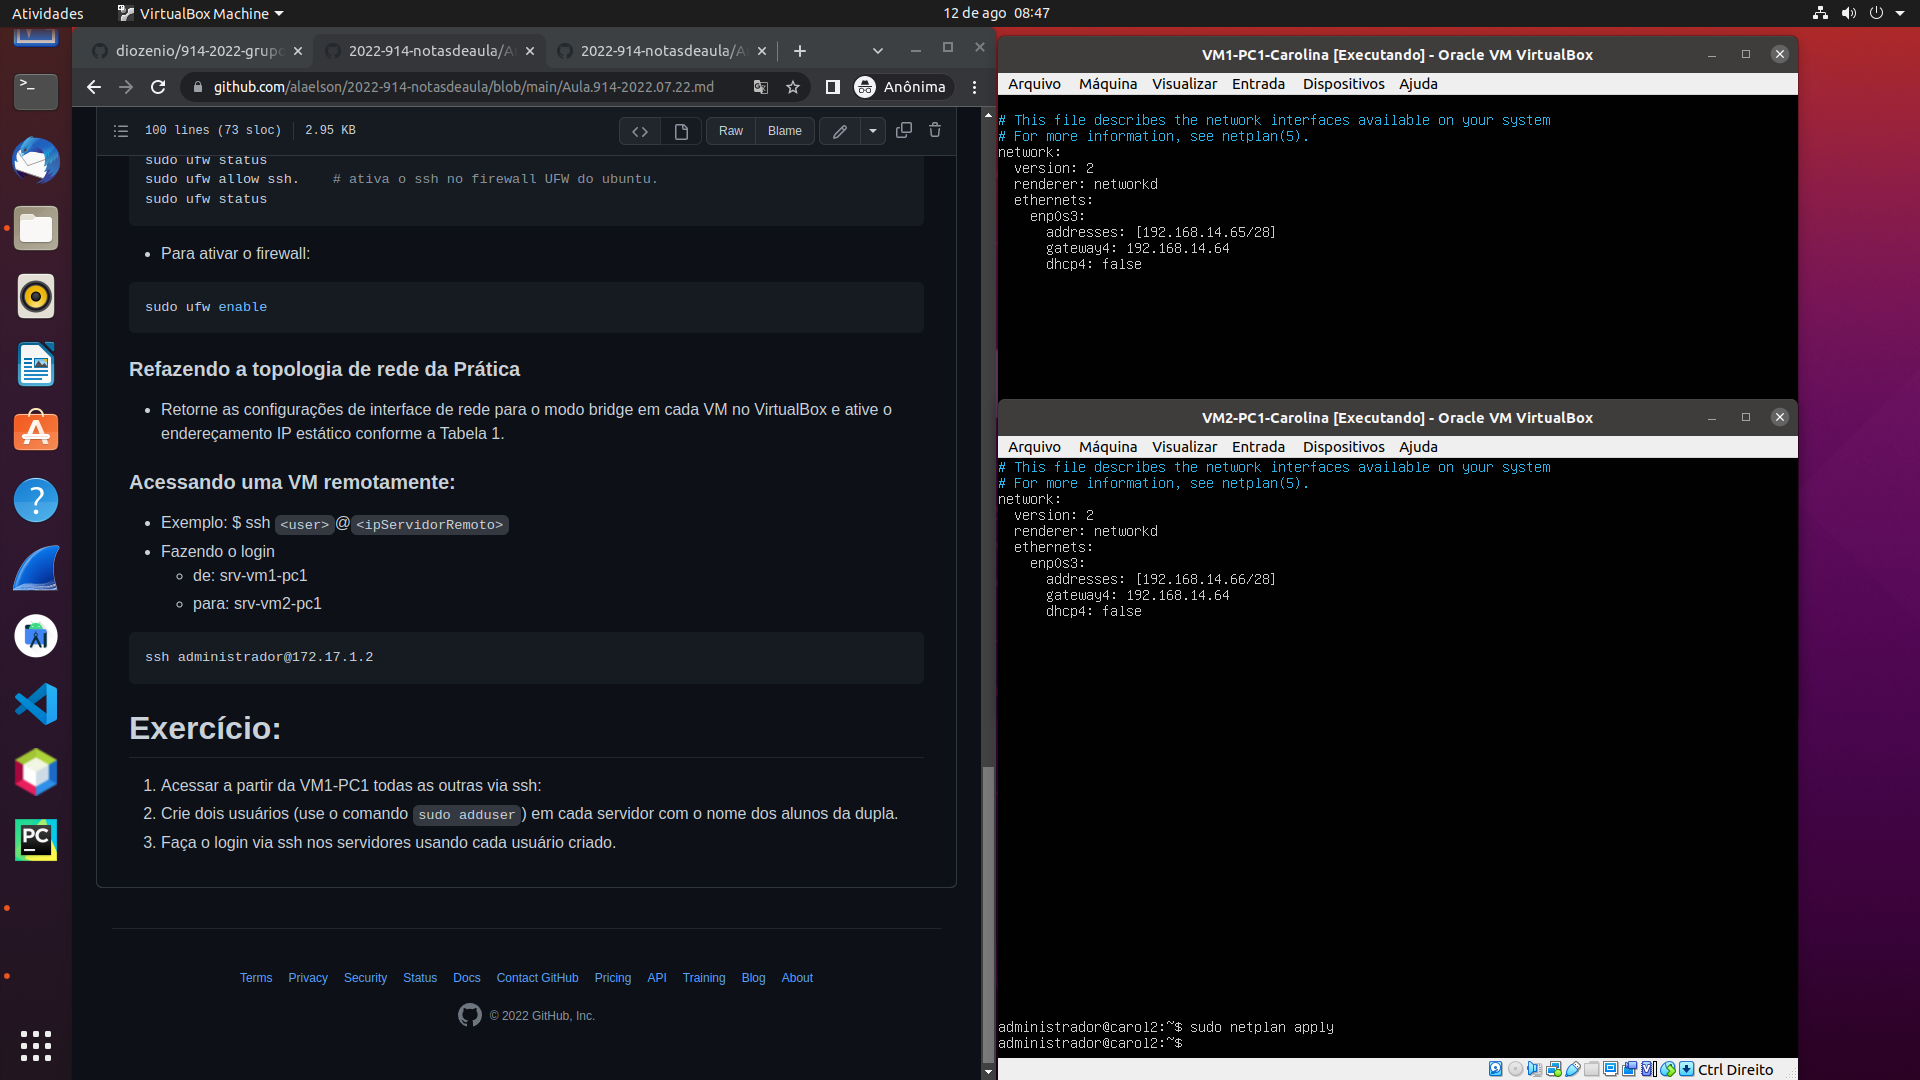 Atividades
VirtualBox Machine
12 de ago 08:47
diozenio/914-2022-grupo
2022-914-notasdeaula/A
2022-914-notasdeaula/A
github.com/alaelson/2022-914-notasdeaula/blob/main/Aula.914-2022.07.22.md
Anônima
100 lines (73 sloc)
2.95 KB
Raw
Blame
sudo ufw status
sudo ufw allow ssh.    # ativa o ssh no firewall UFW do ubuntu.
sudo ufw status
• Para ativar o firewall:
sudo ufw enable
Refazendo a topologia de rede da Prática
• Retorne as configurações de interface de rede para o modo bridge em cada VM no VirtualBox e ative o
endereçamento IP estático conforme a Tabela 1.
Acessando uma VM remotamente:
• Exemplo: $ ssh <user>@<ipServidorRemoto>
• Fazendo o login
◦ de: srv-vm1-pc1
◦ para: srv-vm2-pc1
ssh administrador@172.17.1.2
Exercício:
1. Acessar a partir da VM1-PC1 todas as outras via ssh:
2. Crie dois usuários (use o comando sudo adduser) em cada servidor com o nome dos alunos da dupla.
3. Faça o login via ssh nos servidores usando cada usuário criado.
Terms Privacy Security Status Docs Contact GitHub Pricing API Training Blog About
© 2022 GitHub, Inc.
VM1-PC1-Carolina [Executando] - Oracle VM VirtualBox
Arquivo Máquina Visualizar Entrada Dispositivos Ajuda
# This file describes the network interfaces available on your system
# For more information, see netplan(5).
network:
  version: 2
  renderer: networkd
  ethernets:
    enp0s3:
      addresses: [192.168.14.65/28]
      gateway4: 192.168.14.64
      dhcp4: false
VM2-PC1-Carolina [Executando] - Oracle VM VirtualBox
Arquivo Máquina Visualizar Entrada Dispositivos Ajuda
# This file describes the network interfaces available on your system
# For more information, see netplan(5).
network:
  version: 2
  renderer: networkd
  ethernets:
    enp0s3:
      addresses: [192.168.14.66/28]
      gateway4: 192.168.14.64
      dhcp4: false
administrador@carol2:~$ sudo netplan apply
administrador@carol2:~$
Ctrl Direito
PC